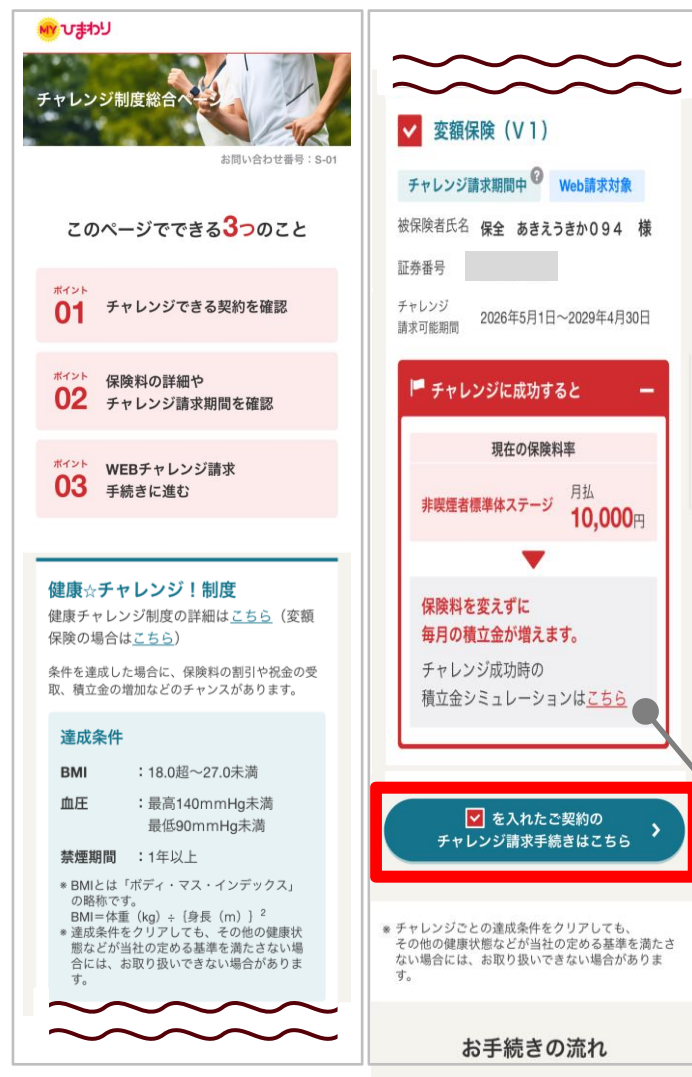 MYひまわり
チャレンジ制度総合ページ
お問い合わせ番号:S-01
このページでできる3つのこと
ポイント
01
チャレンジできる契約を確認
ポイント
02
保険料の詳細や
チャレンジ請求期間を確認
ポイント
03
WEBチャレンジ請求
手続きに進む
健康☆チャレンジ!制度
健康チャレンジ制度の詳細はこちら(変額
保険の場合はこちら)
条件を達成した場合に、保険料の割引や祝金の受
取、積立金の増加などのチャンスがあります。
達成条件
BMI :18.0超~27.0未満
血圧 :最高140mmHg未満
最低90mmHg未満
禁煙期間 :1年以上
* BMIとは「ボディ・マス・インデックス」
の略称です。
BMI=体重(kg)÷{身長(m)}2
* 達成条件をクリアしても、その他の健康状
態などが当社の定める基準を満たさない場
合には、お取り扱いできない場合がありま
す。
変額保険(V1)
チャレンジ請求期間中 ?
Web請求対象
被保険者氏名 保全 あきえうきか094 様
証券番号
チャレンジ
請求可能期間
2026年5月1日~2029年4月30日
チャレンジに成功すると
現在の保険料率
非喫煙者標準体ステージ
月払
10,000円
保険料を変えずに
毎月の積立金が増えます。
チャレンジ成功時の
積立金シミュレーションはこちら
を入れたご契約の
チャレンジ請求手続きはこちら
* チャレンジごとの達成条件をクリアしても、
その他の健康状態などが当社の定める基準を満たさ
ない場合には、お取り扱いできない場合がありま
す。
お手続きの流れ